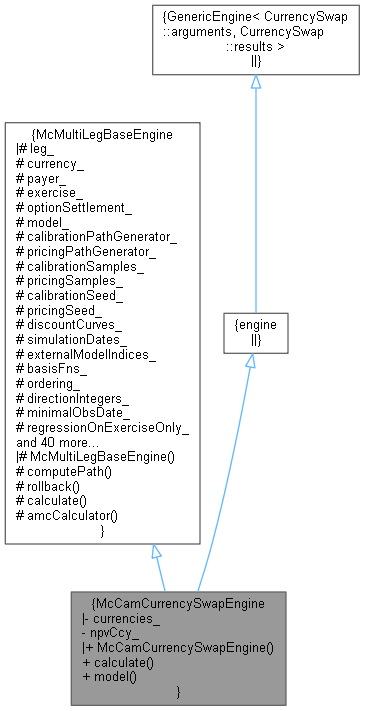 {GenericEngine< CurrencySwap
::arguments, CurrencySwap
::results >
||}
{McMultiLegBaseEngine
|# leg_
# currency_
# payer_
# exercise_
# optionSettlement_
# model_
# calibrationPathGenerator_
# pricingPathGenerator_
# calibrationSamples_
# pricingSamples_
# calibrationSeed_
# pricingSeed_
# discountCurves_
# simulationDates_
# externalModelIndices_
# basisFns_
# ordering_
# directionIntegers_
# minimalObsDate_
# regressionOnExerciseOnly_
and 40 more...
|# McMultiLegBaseEngine()
# computePath()
# rollback()
# calculate()
# amcCalculator()
}
{engine
||}
{McCamCurrencySwapEngine
|- currencies_
- npvCcy_
|+ McCamCurrencySwapEngine()
+ calculate()
+ model()
}